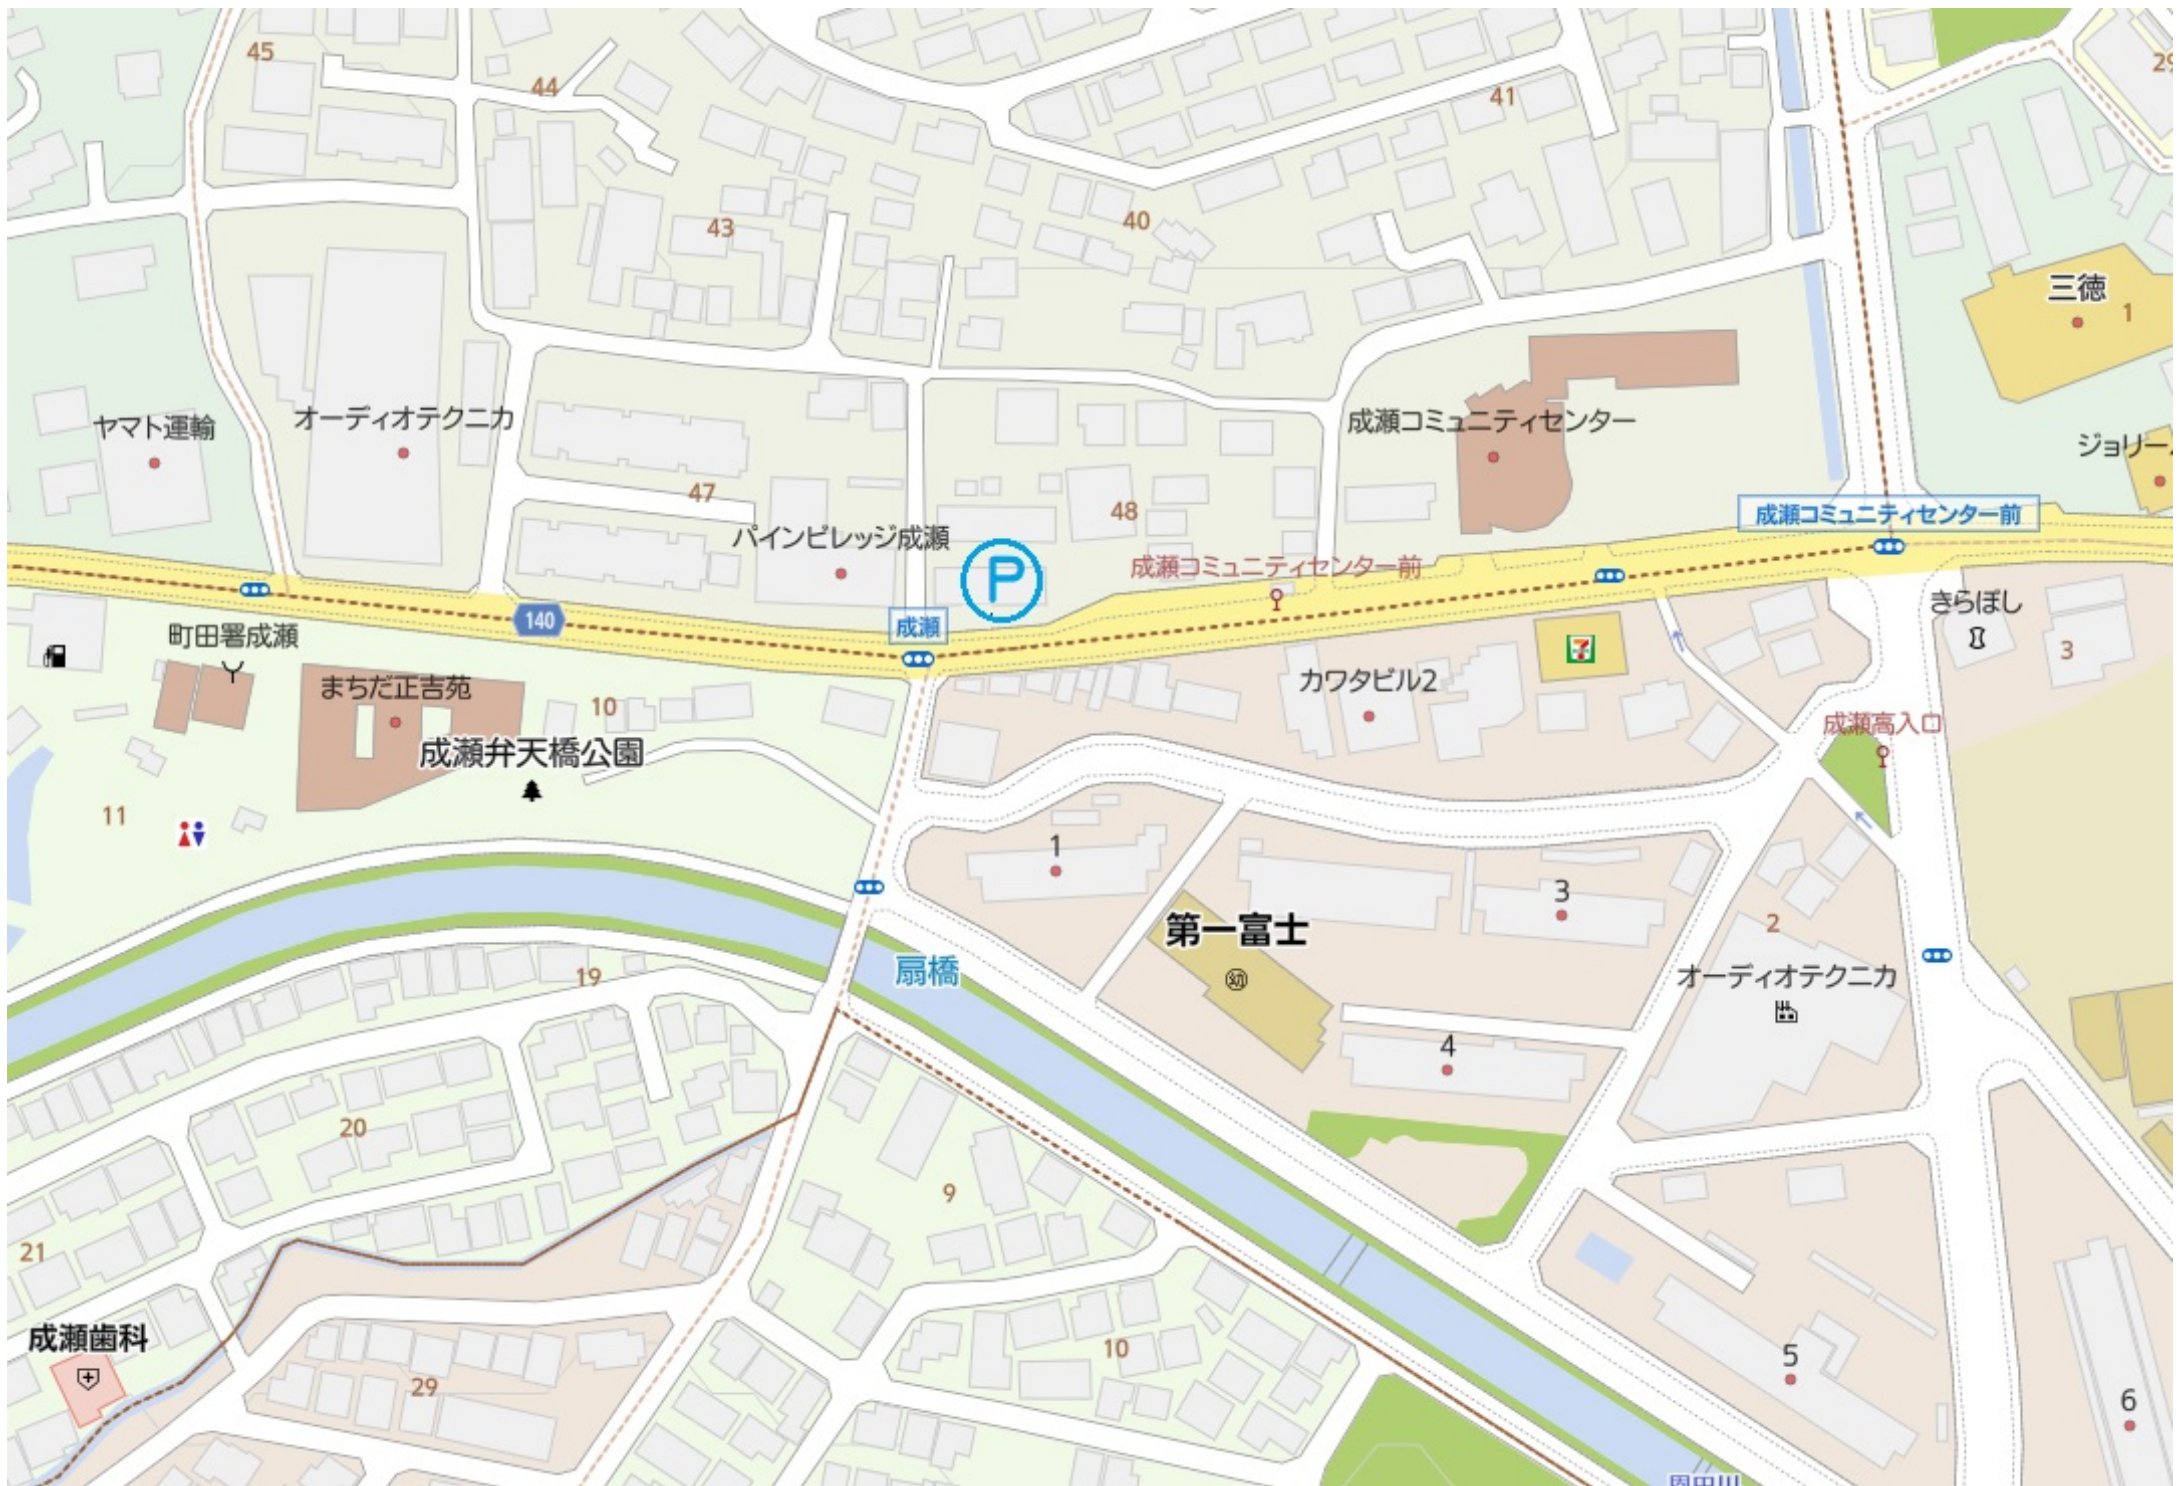 45
44
41
43
40
三徳
1
ヤマト運輸
オーディオテクニカ
成瀬コミュニティセンター
47
48
パインビレッジ成瀬
P
成瀬コミュニティセンター前
成瀬コミュニティセンター前
140
成瀬
町田署成瀬
まちだ正吉苑
10
カワタビル2
7
きらぼし
3
成瀬弁天橋公園
成瀬高入口
11
1
3
第一富士
幼
2
扇橋
オーディオテクニカ
19
4
20
9
21
成瀬歯科
29
10
5
6